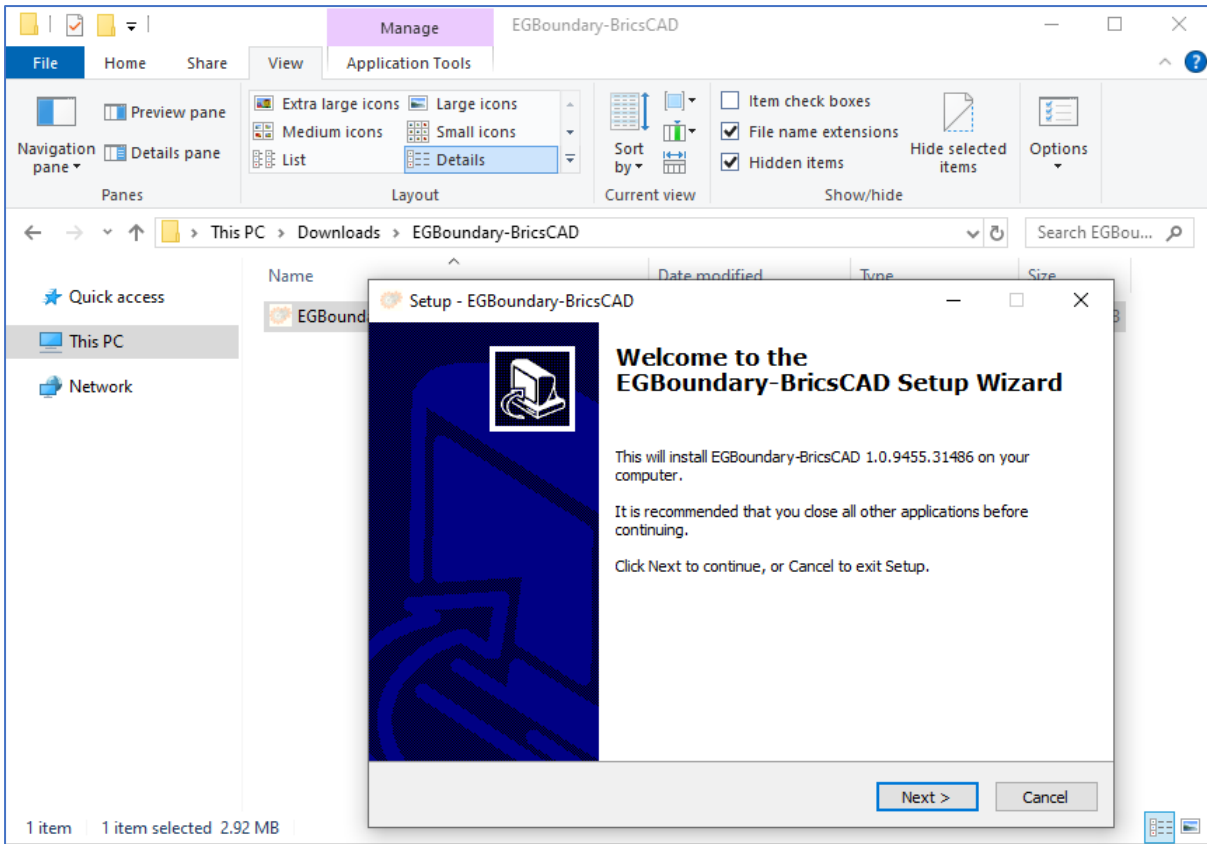 Manage
EGBoundary-BricsCAD
File
Home
Share
View
Application Tools
Navigation
pane
Preview pane
Details pane
Panes
Extra large icons
Large icons
Medium icons
Small icons
List
Details
Layout
Sort
by
Current view
Item check boxes
File name extensions
Hidden items
Hide selected
items
Show/hide
Options
This PC > Downloads > EGBoundary-BricsCAD
Search EGBou...
Quick access
This PC
Network
Name
Date modified
Type
Size
EGBound
Setup - EGBoundary-BricsCAD
Welcome to the
EGBoundary-BricsCAD Setup Wizard
This will install EGBoundary-BricsCAD 1.0.9455.31486 on your
computer.
It is recommended that you close all other applications before
continuing.
Click Next to continue, or Cancel to exit Setup.
Next >
Cancel
1 item
1 item selected 2.92 MB